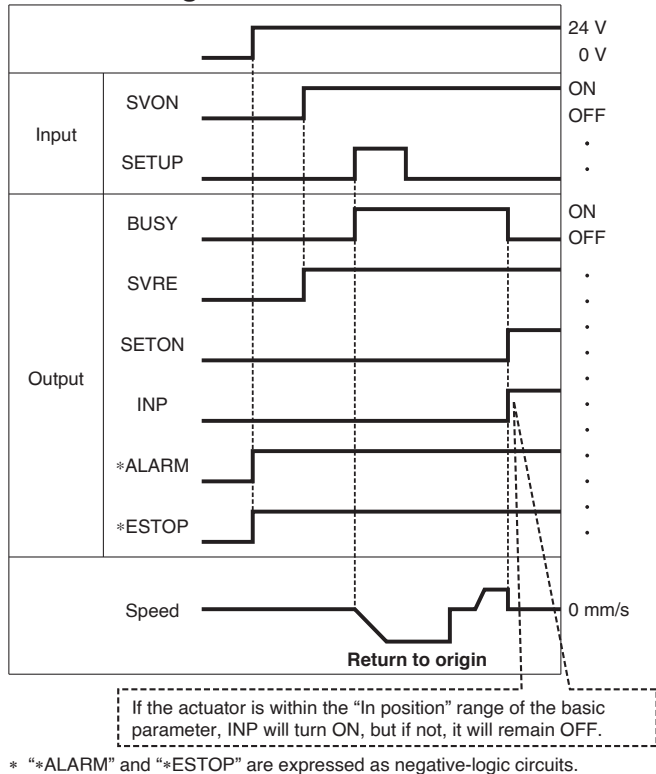 24 V
0 V
Input
SVON
ON
OFF
SETUP
Output
BUSY
ON
OFF
SVRE
SETON
INP
*ALARM
*ESTOP
Speed
0 mm/s
Return to origin
If the actuator is within the “In position” range of the basic
parameter, INP will turn ON, but if not, it will remain OFF.
* “*ALARM” and “*ESTOP” are expressed as negative-logic circuits.